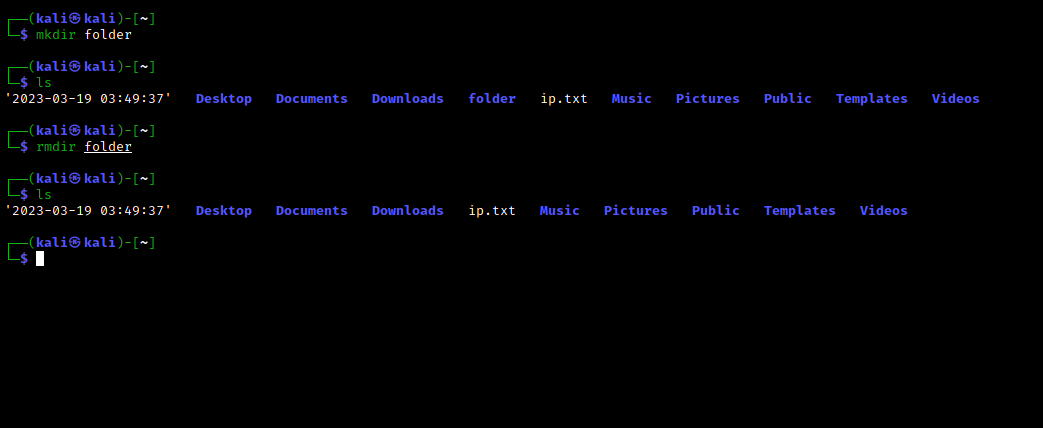 ┌──(kali㉿kali)-[~]
└─$ mkdir folder
┌──(kali㉿kali)-[~]
└─$ ls
'2023-03-19 03:49:37'   Desktop   Documents   Downloads   folder   ip.txt   Music   Pictures   Public   Templates   Videos
┌──(kali㉿kali)-[~]
└─$ rmdir folder
┌──(kali㉿kali)-[~]
└─$ ls
'2023-03-19 03:49:37'   Desktop   Documents   Downloads   ip.txt   Music   Pictures   Public   Templates   Videos
┌──(kali㉿kali)-[~]
└─$